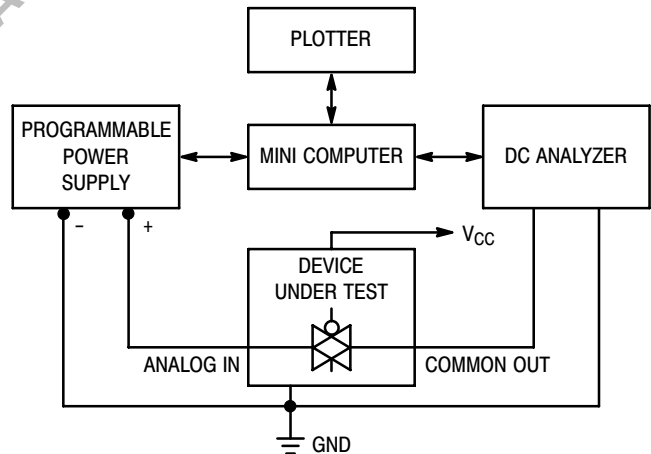 PLOTTER
PROGRAMMABLE
POWER
SUPPLY
MINI COMPUTER
DC ANALYZER
− +
VCC
DEVICE
UNDER TEST
ANALOG IN
COMMON OUT
GND